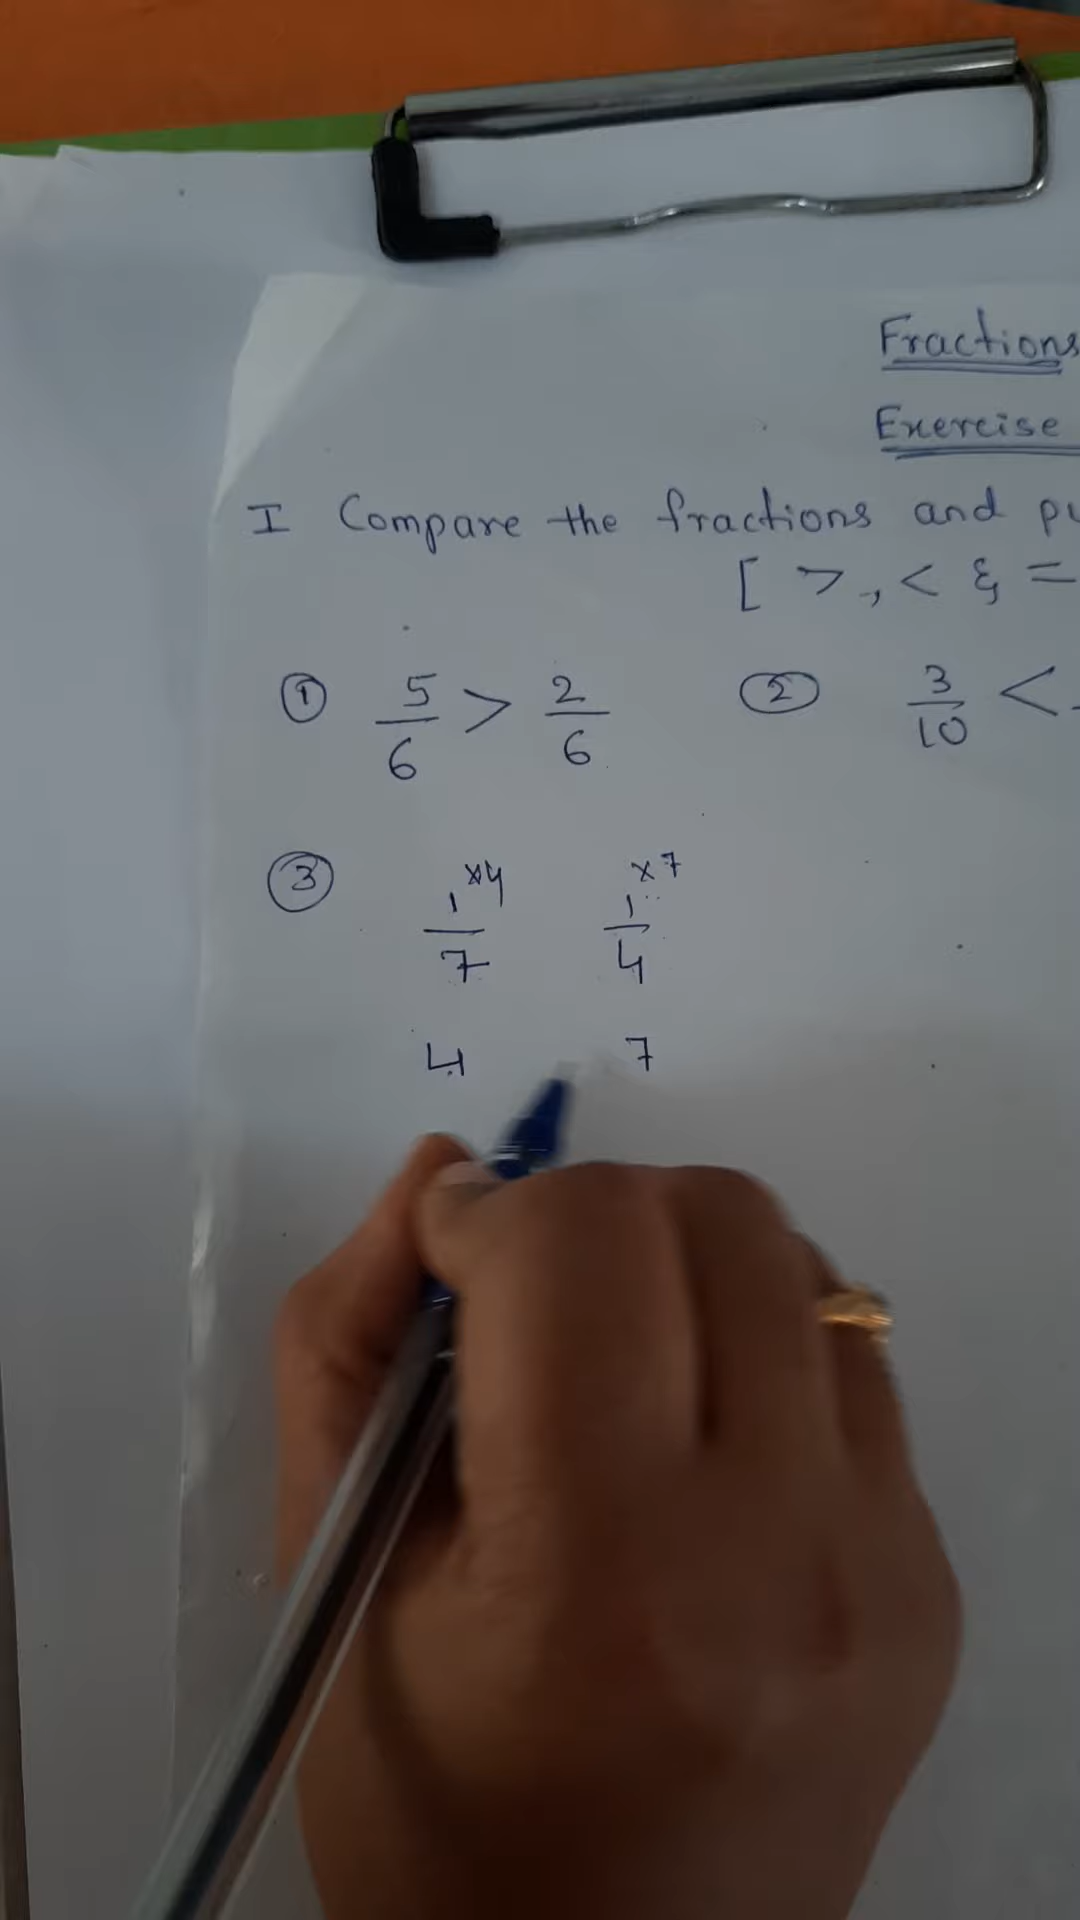 Fractions
Exercise
I Compare the fractions and pu
[ >, < & =
① 5/6 > 2/6 ② 3/10 <
③ 1/7 ×4 1/4 ×7
4 7